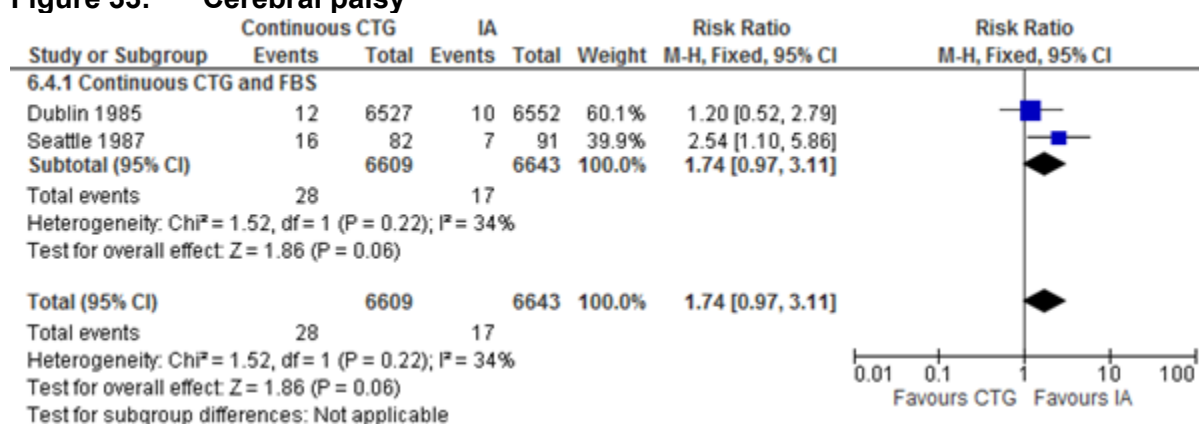 Figure 33: Cerebral palsy
Continuous CTG IA Risk Ratio Risk Ratio
Study or Subgroup Events Total Events Total Weight M-H, Fixed, 95% CI M-H, Fixed, 95% CI
6.4.1 Continuous CTG and FBS
Dublin 1985 12 6527 10 6552 60.1% 1.20 [0.52, 2.79]
Seattle 1987 16 82 7 91 39.9% 2.54 [1.10, 5.86]
Subtotal (95% CI) 6609 6643 100.0% 1.74 [0.97, 3.11]
Total events 28 17
Heterogeneity: Chi² = 1.52, df = 1 (P = 0.22); I² = 34%
Test for overall effect: Z = 1.86 (P = 0.06)
Total (95% CI) 6609 6643 100.0% 1.74 [0.97, 3.11]
Total events 28 17
Heterogeneity: Chi² = 1.52, df = 1 (P = 0.22); I² = 34%
Test for overall effect: Z = 1.86 (P = 0.06)
Test for subgroup differences: Not applicable
0.01 0.1 1 10 100
Favours CTG Favours IA